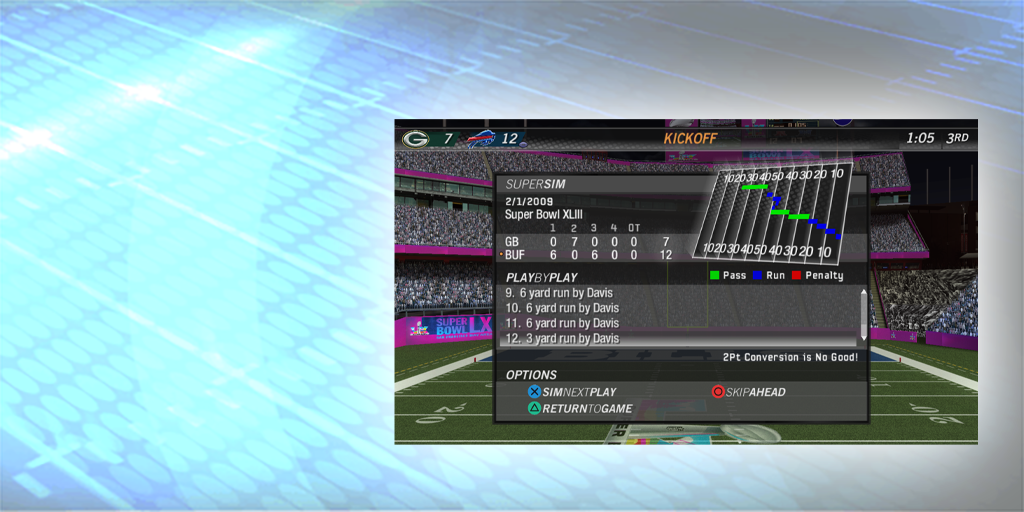 G 7 12 KICKOFF 1:05 3RD
SUPERSIM
10 20 30 40 50 40 30 20 10
2/1/2009
Super Bowl XLIII
1 2 3 4 OT
GB 0 7 0 0 0 7
BUF 6 0 6 0 0 12
10 20 30 40 50 40 30 20 10
Pass Run Penalty
PLAYBYPLAY
9. 6 yard run by Davis
10. 6 yard run by Davis
11. 6 yard run by Davis
12. 3 yard run by Davis
SUPER
BOWL LX
2Pt Conversion is No Good!
OPTIONS
SIMNEXTPLAY SKIPAHEAD
RETURNTOGAME